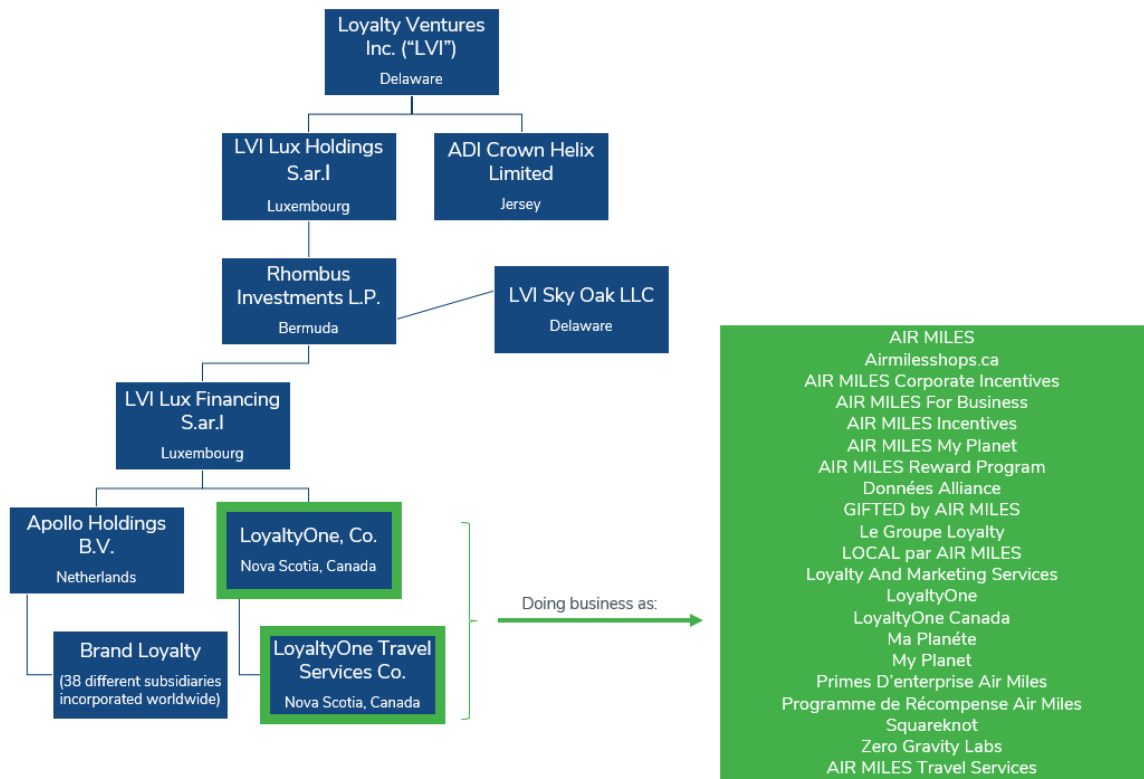 Loyalty Ventures
Inc. (“LVI”)
Delaware
LVI Lux Holdings
S.ar.l
Luxembourg
ADI Crown Helix
Limited
Jersey
Rhombus
Investments L.P.
Bermuda
LVI Sky Oak LLC
Delaware
LVI Lux Financing
S.ar.l
Luxembourg
Apollo Holdings
B.V.
Netherlands
LoyaltyOne, Co.
Nova Scotia, Canada
Brand Loyalty
(38 different subsidiaries
incorporated worldwide)
LoyaltyOne Travel
Services Co.
Nova Scotia, Canada
Doing business as:
AIR MILES
Airmilesshops.ca
AIR MILES Corporate Incentives
AIR MILES For Business
AIR MILES Incentives
AIR MILES My Planet
AIR MILES Reward Program
Données Alliance
GIFTED by AIR MILES
Le Groupe Loyalty
LOCAL par AIR MILES
Loyalty And Marketing Services
LoyaltyOne
LoyaltyOne Canada
Ma Planéte
My Planet
Primes D’enterprise Air Miles
Programme de Récompense Air Miles
Squareknot
Zero Gravity Labs
AIR MILES Travel Services